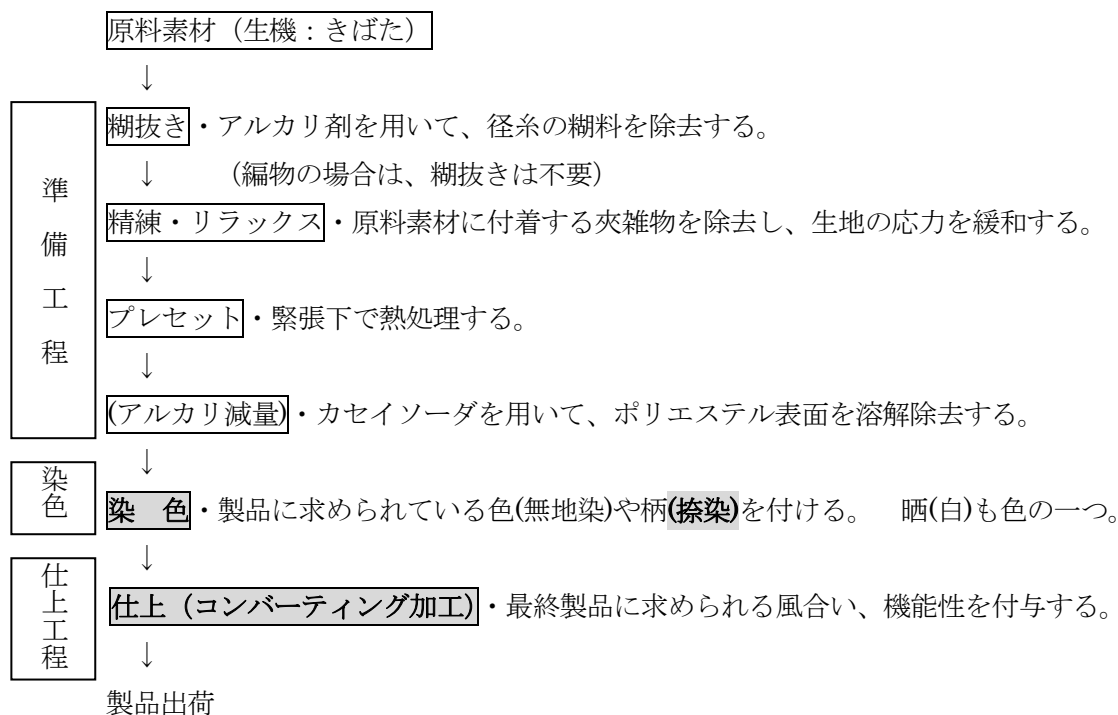 原料素材（生機：きばた）
↓
準備工程
糊抜き・アルカリ剤を用いて、径糸の糊料を除去する。
↓　（編物の場合は、糊抜きは不要）
精練・リラックス・原料素材に付着する夾雑物を除去し、生地の応力を緩和する。
↓
プレセット・緊張下で熱処理する。
↓
(アルカリ減量)・カセイソーダを用いて、ポリエステル表面を溶解除去する。
↓
染色
染　色・製品に求められている色(無地染)や柄(捺染)を付ける。　晒(白)も色の一つ。
↓
仕上工程
仕上（コンバーティング加工)・最終製品に求められる風合い、機能性を付与する。
↓
製品出荷